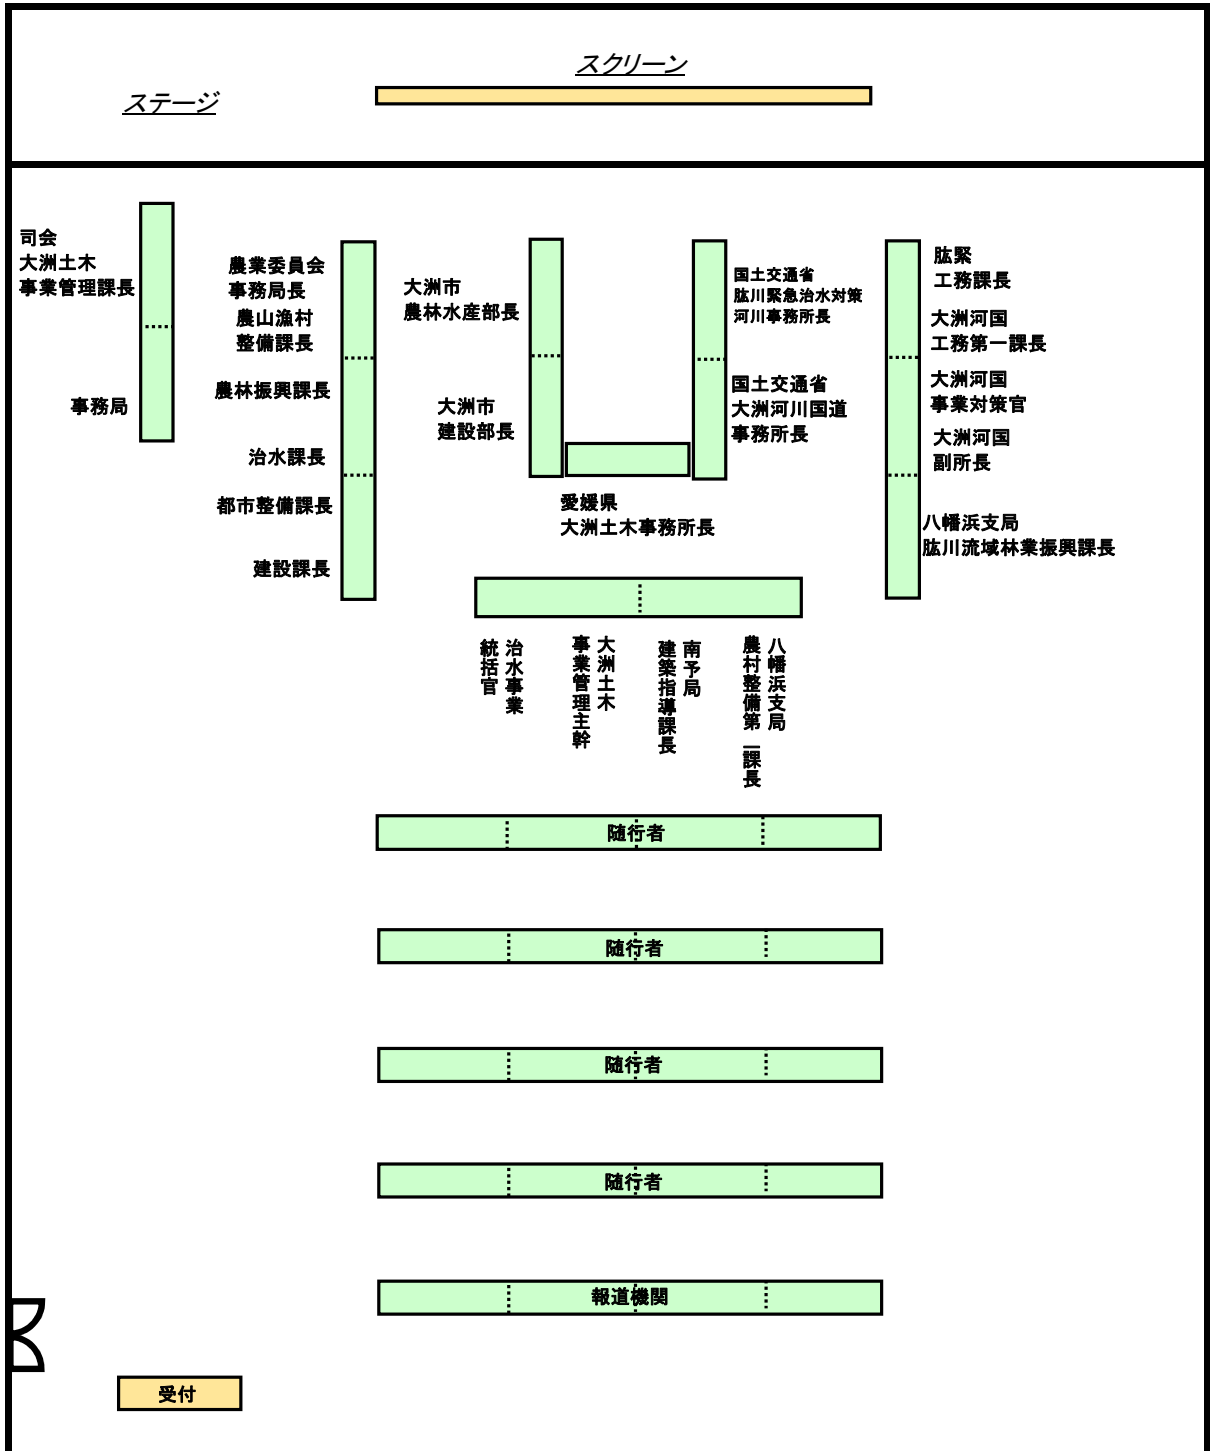 スクリーン
ステージ
司会
大洲土木
事業管理課長
事務局
農業委員会
事務局長
農山漁村
整備課長
農林振興課長
治水課長
都市整備課長
建設課長
大洲市
農林水産部長
大洲市
建設部長
国土交通省
肱川緊急治水対策
河川事務所長
国土交通省
大洲河川国道
事務所長
愛媛県
大洲土木事務所長
肱緊
工務課長
大洲河国
工務第一課長
大洲河国
事業対策官
大洲河国
副所長
八幡浜支局
肱川流域林業振興課長
治水事業
統括官
大洲土木
事業管理主幹
南予局
建築指導課長
八幡浜支局
農村整備第一課長
随行者
随行者
随行者
随行者
報道機関
受付